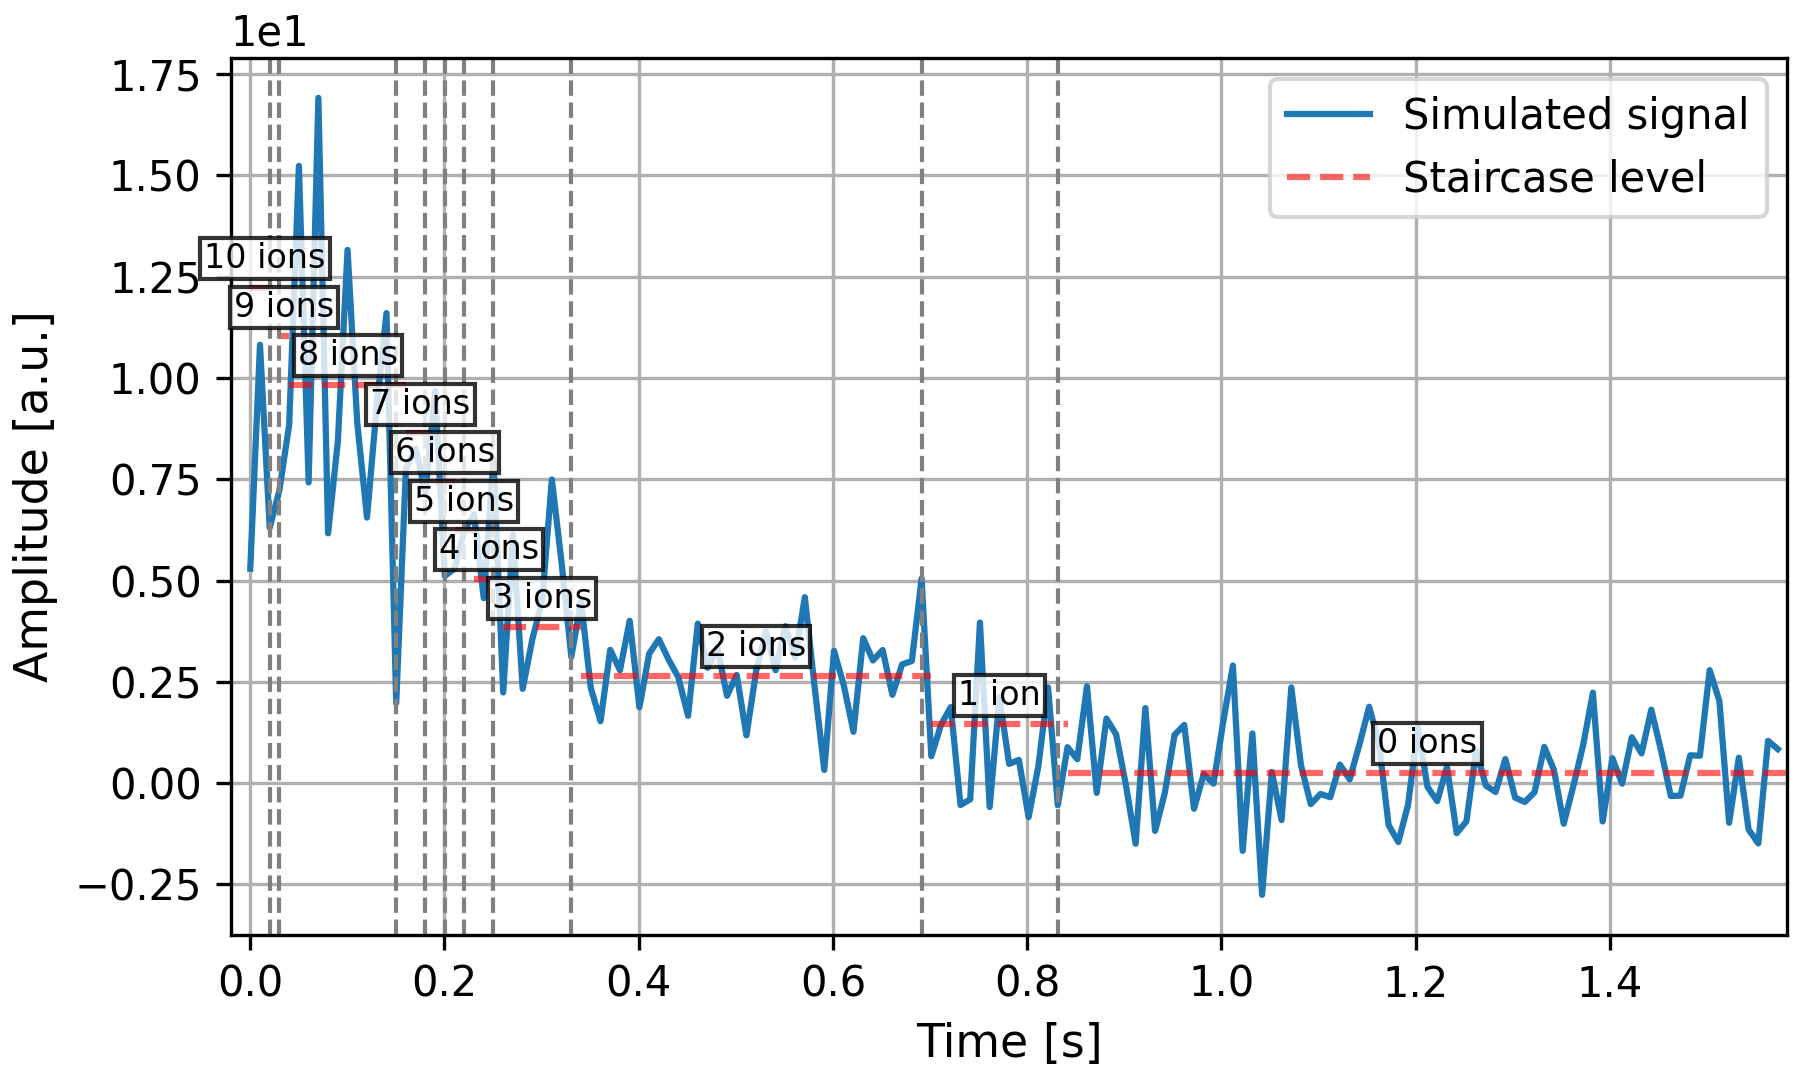 1e1
1.75
1.50
1.25
1.00
0.75
0.50
0.25
0.00
−0.25
Amplitude [a.u.]
Simulated signal
Staircase level
10 ions
9 ions
8 ions
7 ions
6 ions
5 ions
4 ions
3 ions
2 ions
1 ion
0 ions
0.0 0.2 0.4 0.6 0.8 1.0 1.2 1.4
Time [s]